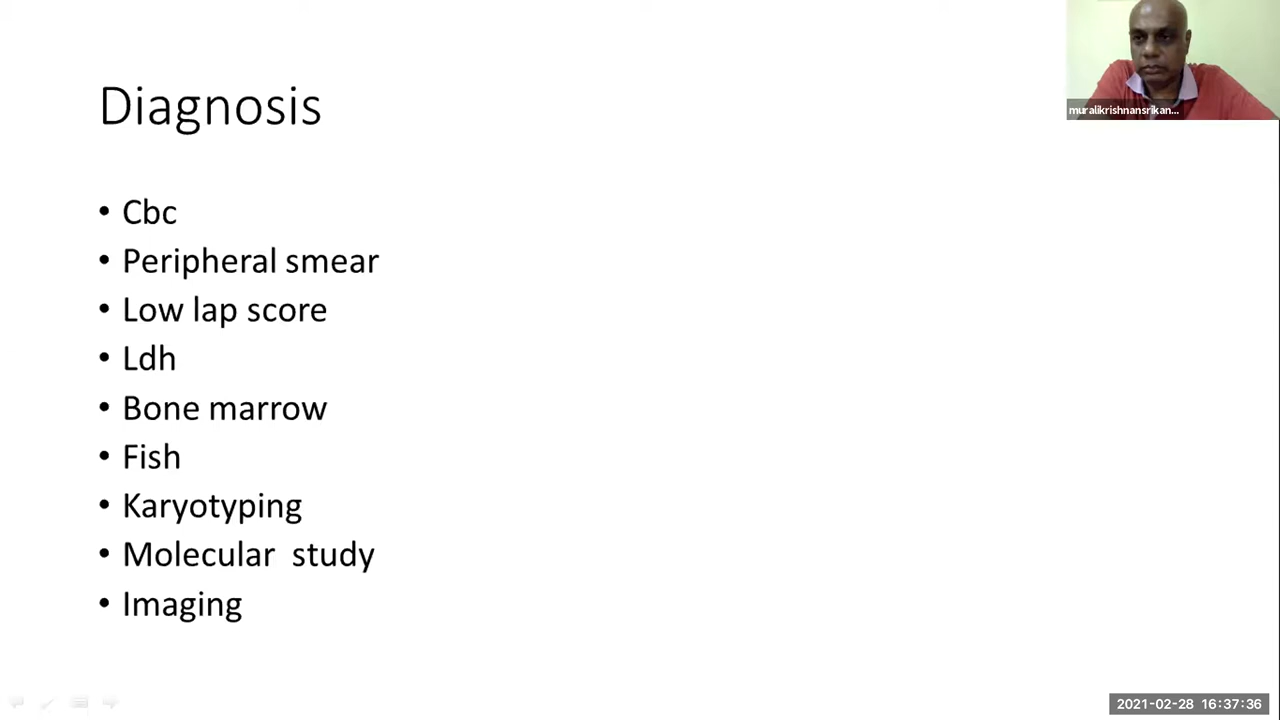 muralikrishnansrikan...
Diagnosis
• Cbc
• Peripheral smear
• Low lap score
• Ldh
• Bone marrow
• Fish
• Karyotyping
• Molecular study
• Imaging
2021-02-28 16:37:36